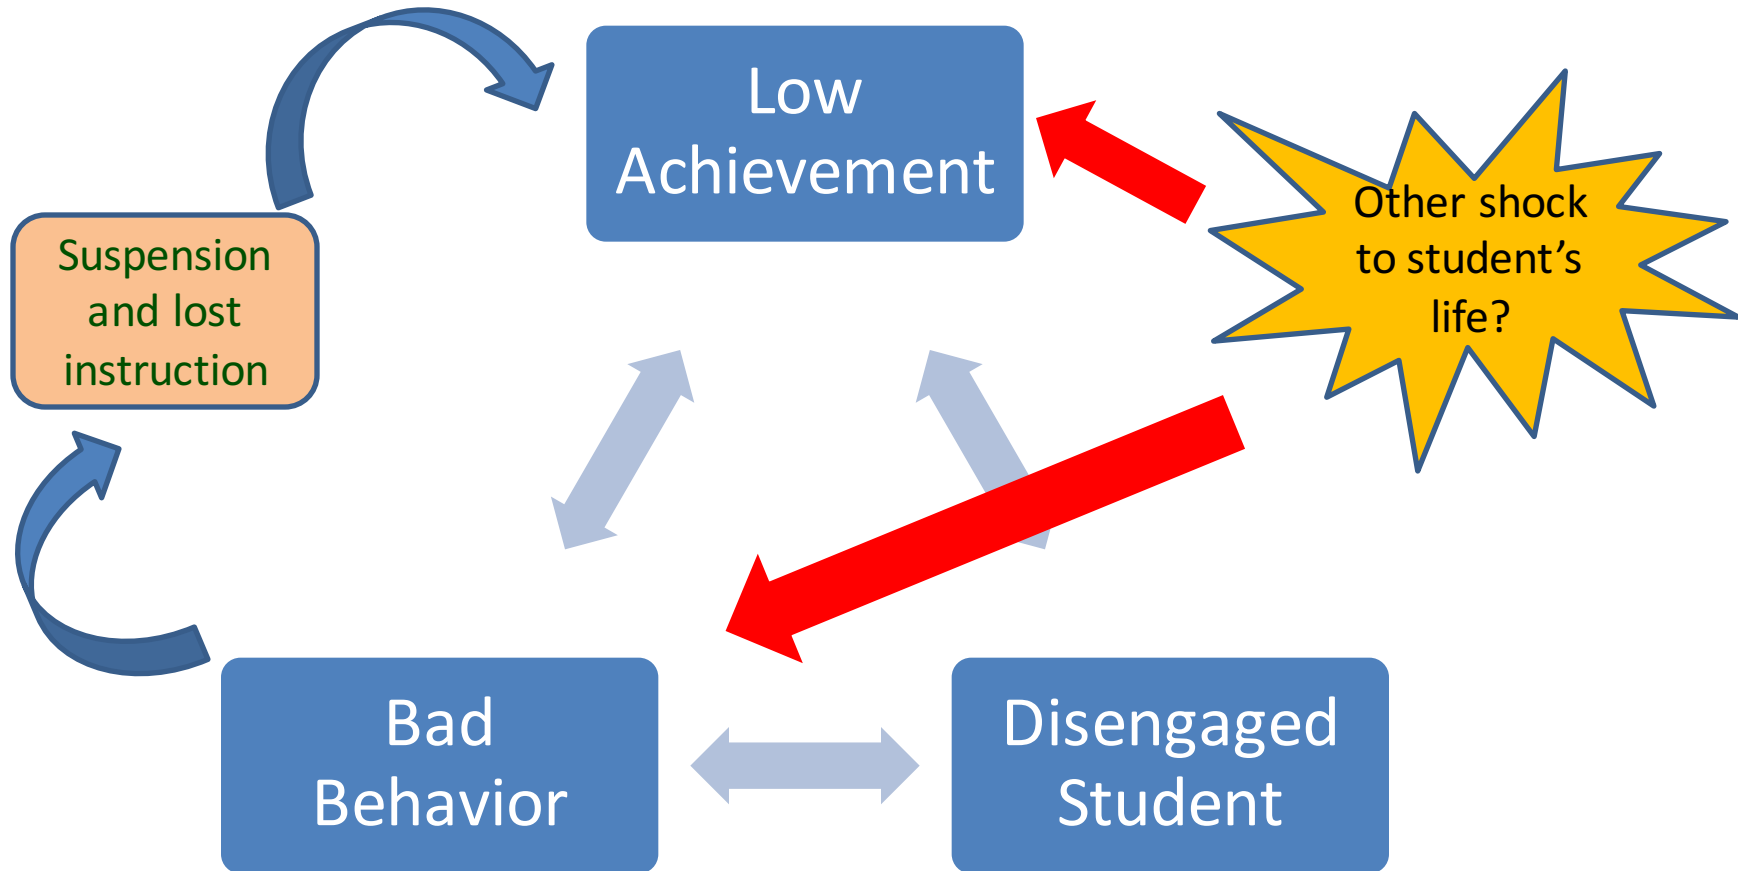 Low
Achievement
Other shock
to student’s
life?
Suspension
and lost
instruction
Bad
Behavior
Disengaged
Student